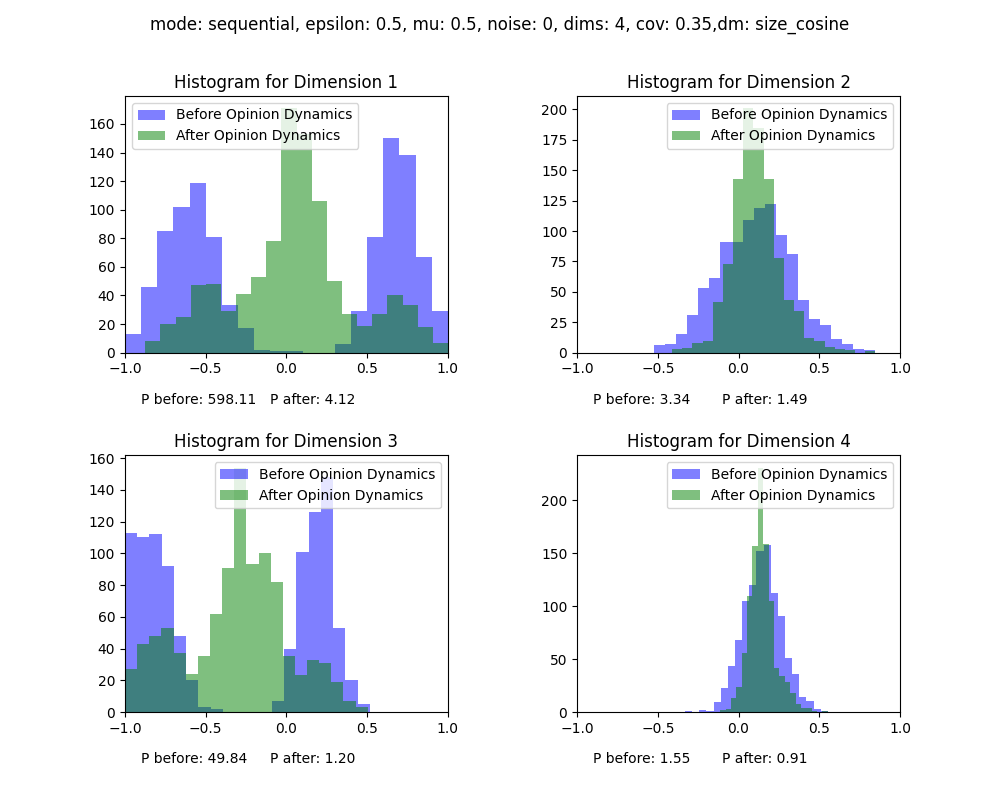 mode: sequential, epsilon: 0.5, mu: 0.5, noise: 0, dims: 4, cov: 0.35,dm: size_cosine
Histogram for Dimension 1
Before Opinion Dynamics
After Opinion Dynamics
160
140
120
100
80
60
40
20
0
−1.0 −0.5 0.0 0.5 1.0
P before: 598.11 P after: 4.12
Histogram for Dimension 2
Before Opinion Dynamics
After Opinion Dynamics
200
175
150
125
100
75
50
25
0
−1.0 −0.5 0.0 0.5 1.0
P before: 3.34 P after: 1.49
Histogram for Dimension 3
Before Opinion Dynamics
After Opinion Dynamics
160
140
120
100
80
60
40
20
0
−1.0 −0.5 0.0 0.5 1.0
P before: 49.84 P after: 1.20
Histogram for Dimension 4
Before Opinion Dynamics
After Opinion Dynamics
200
150
100
50
0
−1.0 −0.5 0.0 0.5 1.0
P before: 1.55 P after: 0.91